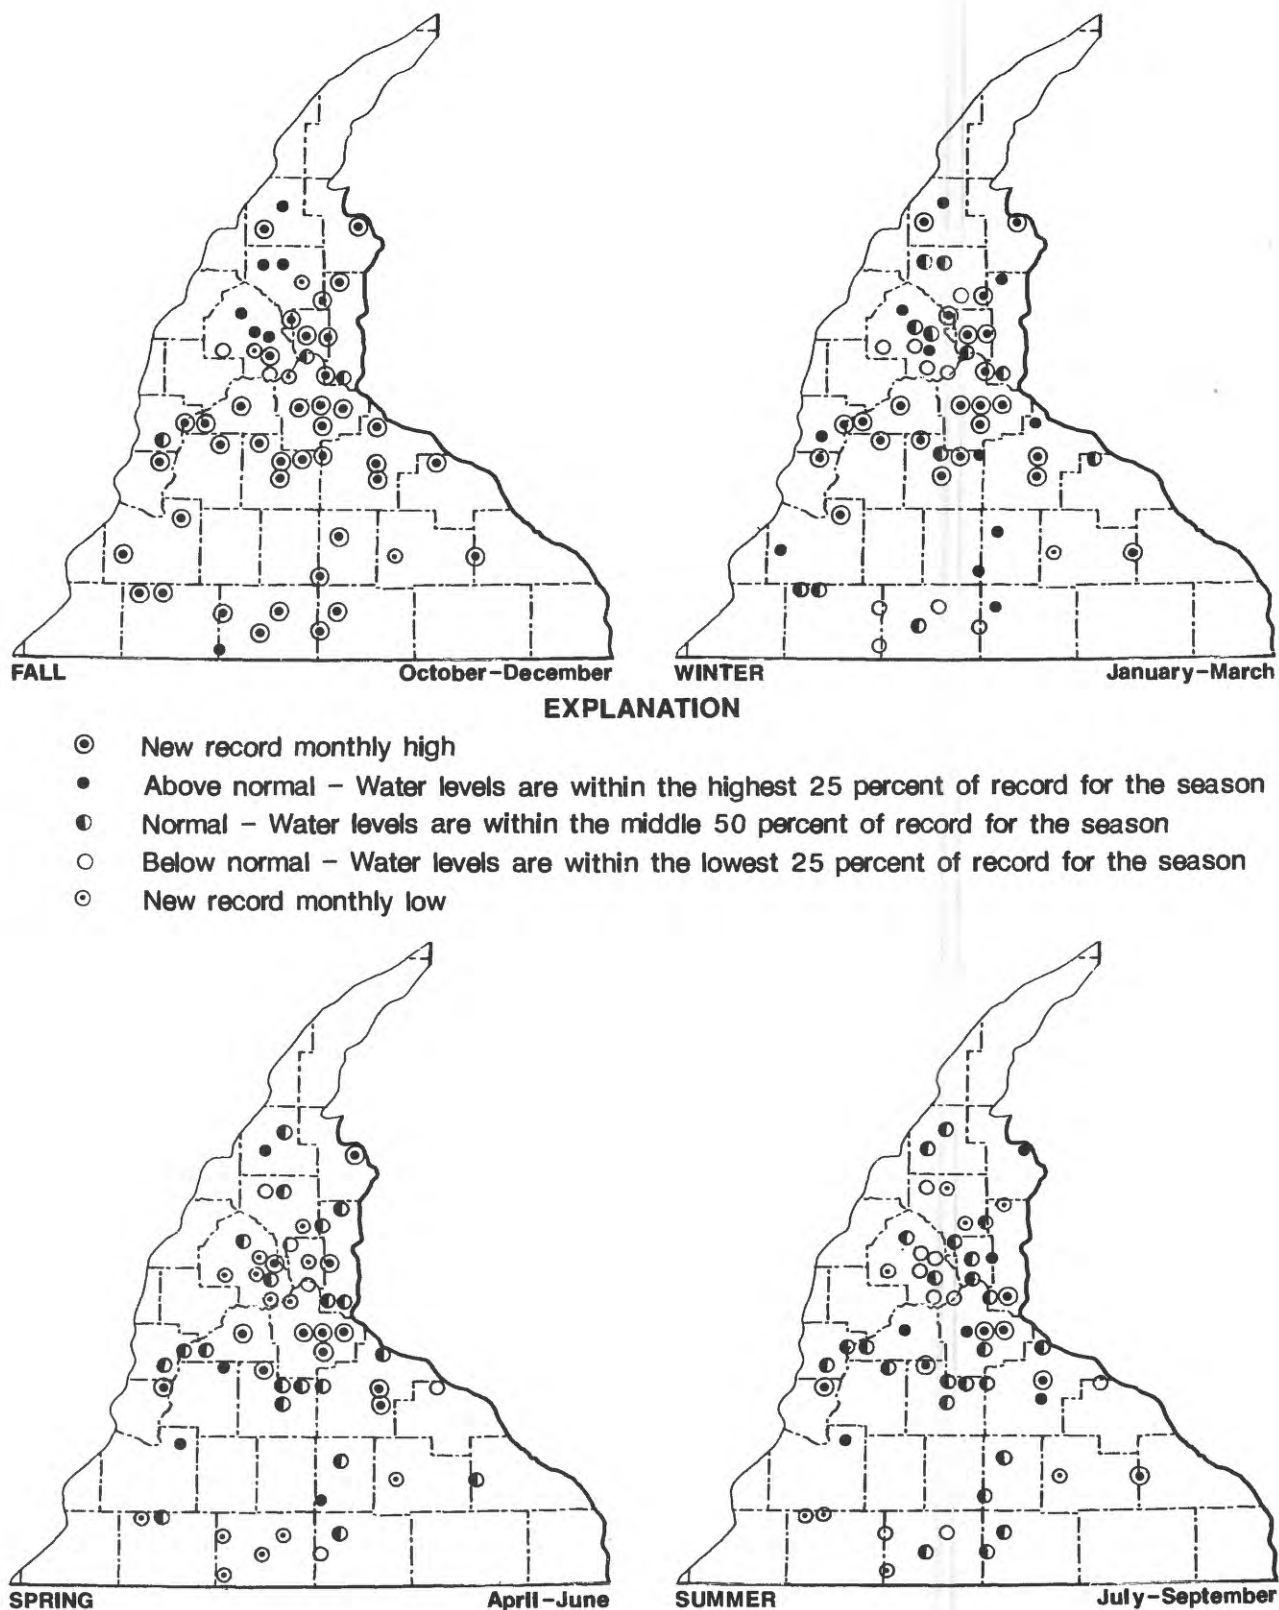 FALL October-December WINTER January-March
EXPLANATION
New record monthly high
Above normal - Water levels are within the highest 25 percent of record for the season
Normal - Water levels are within the middle 50 percent of record for the season
Below normal - Water levels are within the lowest 25 percent of record for the season
New record monthly low
SPRING April-June SUMMER July-September